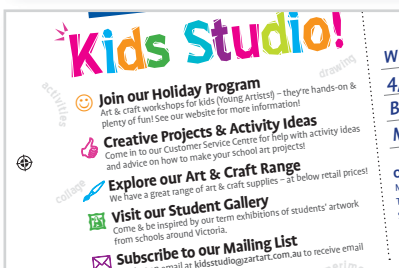 Kids Studio!
activities
drawing
Join our Holiday Program
Art & craft workshops for kids (Young Artists!) – they're hands-on &
plenty of fun! See our website for more information!
Creative Projects & Activity Ideas
Come in to our Customer Service Centre for help with activity ideas
and advice on how to make your school art projects!
collage
Explore our Art & Craft Range
We have a great range of art & craft supplies – at below retail prices!
Visit our Student Gallery
Come & be inspired by our term exhibitions of students' artwork
from schools around Victoria.
Subscribe to our Mailing List
email at kidsstudio@zartart.com.au to receive email